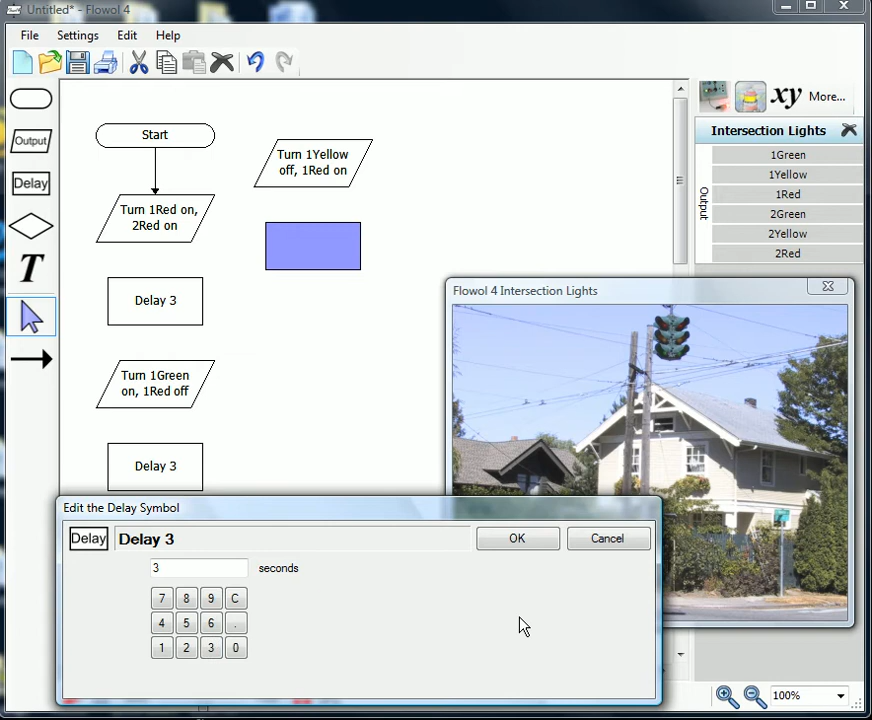 Untitled* - Flowol 4
File Settings Edit Help
Output
Delay
T
Start
Turn 1Red on,
2Red on
Delay 3
Turn 1Green
on, 1Red off
Delay 3
Turn 1Yellow
off, 1Red on
xy More...
Intersection Lights
Output
1Green
1Yellow
1Red
2Green
2Yellow
2Red
Flowol 4 Intersection Lights
Edit the Delay Symbol
Delay
Delay 3
OK
Cancel
3 seconds
7 8 9 C
4 5 6 .
1 2 3 0
100%